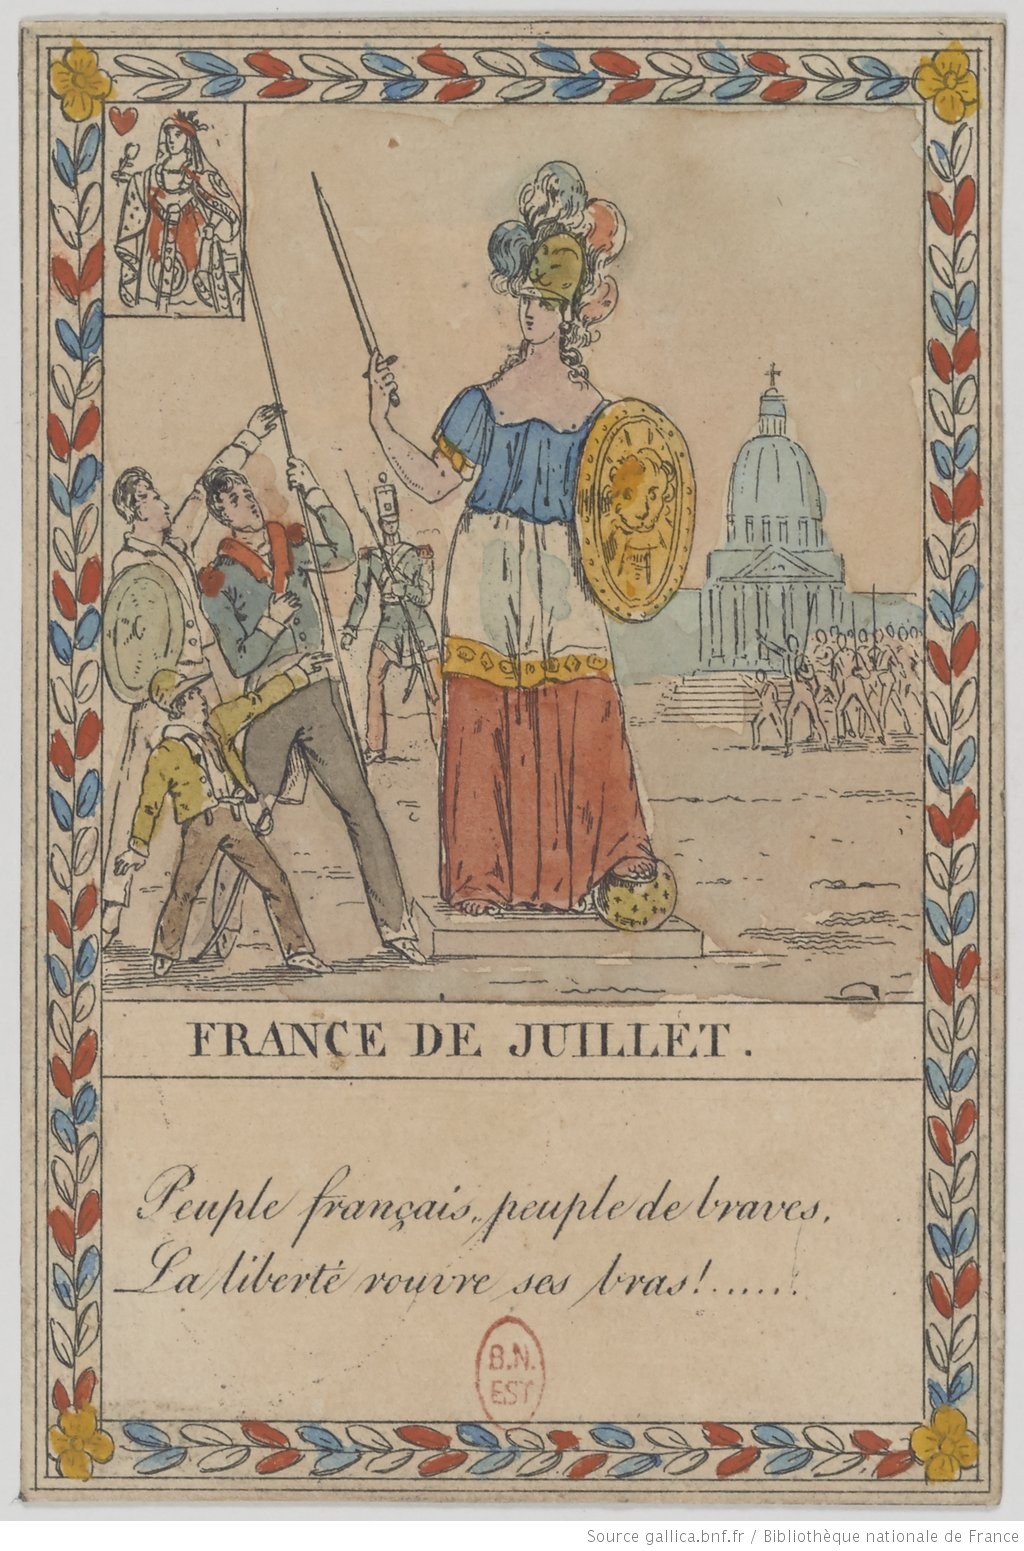 FRANCE DE JUILLET.
Peuple français, peuple de braves,
La liberté rouvre ses bras!......
B.N.
EST
Source gallica.bnf.fr / Bibliothèque nationale de France